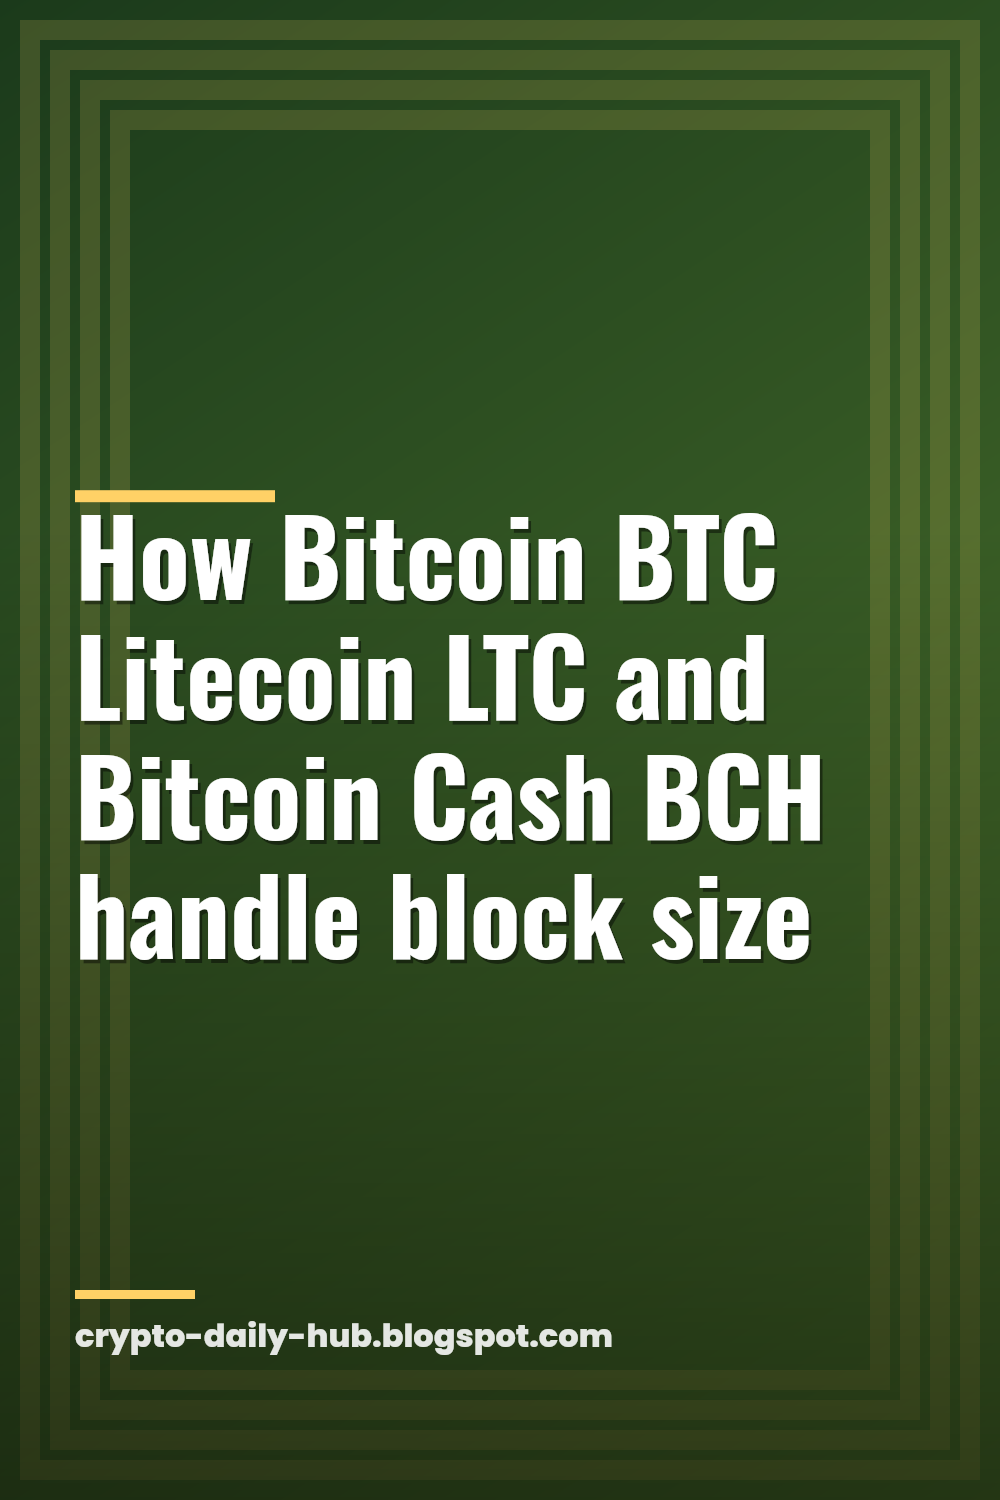 How Bitcoin BTC
Litecoin LTC and
Bitcoin Cash BCH
handle block size
crypto-daily-hub.blogspot.com